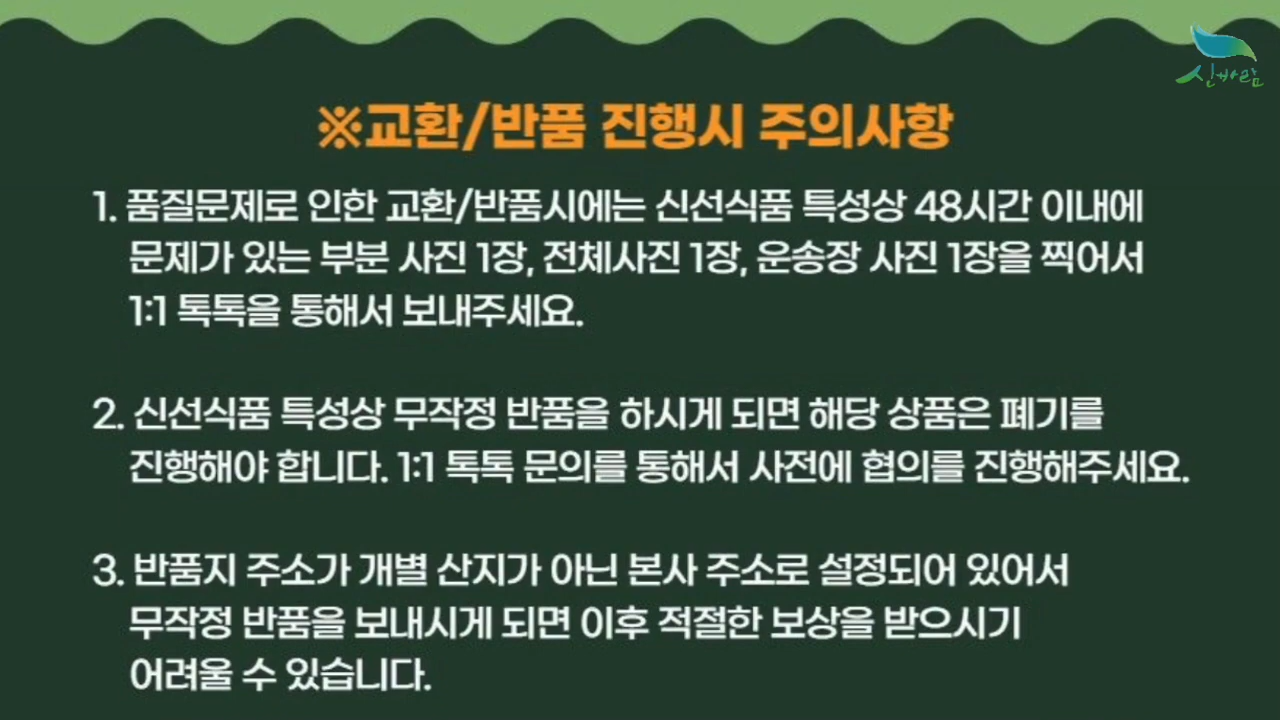 신바람
※교환/반품 진행시 주의사항
1. 품질문제로 인한 교환/반품시에는 신선식품 특성상 48시간 이내에
문제가 있는 부분 사진 1장, 전체사진 1장, 운송장 사진 1장을 찍어서
1:1 톡톡을 통해서 보내주세요.
2. 신선식품 특성상 무작정 반품을 하시게 되면 해당 상품은 폐기를
진행해야 합니다. 1:1 톡톡 문의를 통해서 사전에 협의를 진행해주세요.
3. 반품지 주소가 개별 산지가 아닌 본사 주소로 설정되어 있어서
무작정 반품을 보내시게 되면 이후 적절한 보상을 받으시기
어려울 수 있습니다.